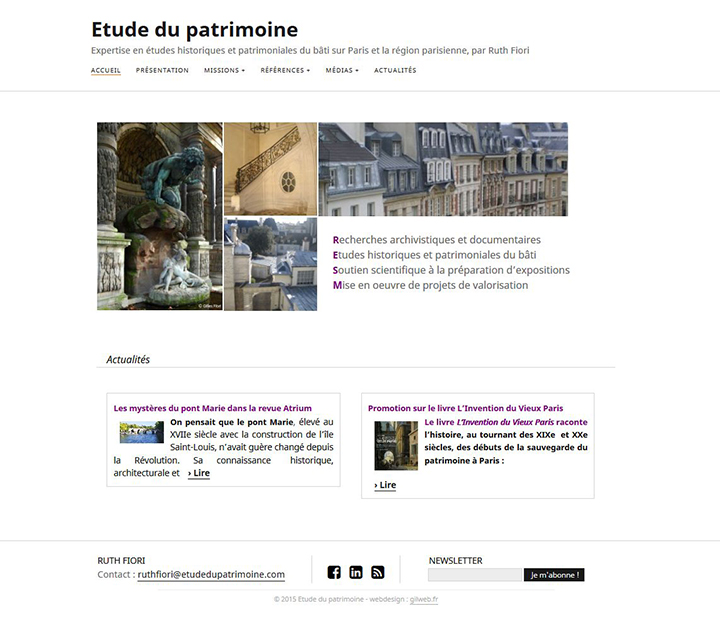 Etude du patrimoine
Expertise en études historiques et patrimoniales du bâti sur Paris et la région parisienne, par Ruth Fiori
ACCUEIL PRÉSENTATION MISSIONS RÉFÉRENCES MÉDIAS ACTUALITÉS
Recherches archivistiques et documentaires
Etudes historiques et patrimoniales du bâti
Soutien scientifique à la préparation d'expositions
Mise en oeuvre de projets de valorisation
© Gilles Fiori
Actualités
Les mystères du pont Marie dans la revue Atrium
On pensait que le pont Marie, élevé au
XVIIe siècle avec la construction de l'île
Saint-Louis, n'avait guère changé depuis
la Révolution. Sa connaissance historique,
architecturale et › Lire
Promotion sur le livre L'Invention du Vieux Paris
Le livre L'Invention du Vieux Paris raconte
l'histoire, au tournant des XIXe et XXe
siècles, des débuts de la sauvegarde du
patrimoine à Paris :
› Lire
RUTH FIORI
Contact : ruthfiori@etudedupatrimoine.com
NEWSLETTER
Je m'abonne !
© 2015 Etude du patrimoine - webdesign : gilweb.fr